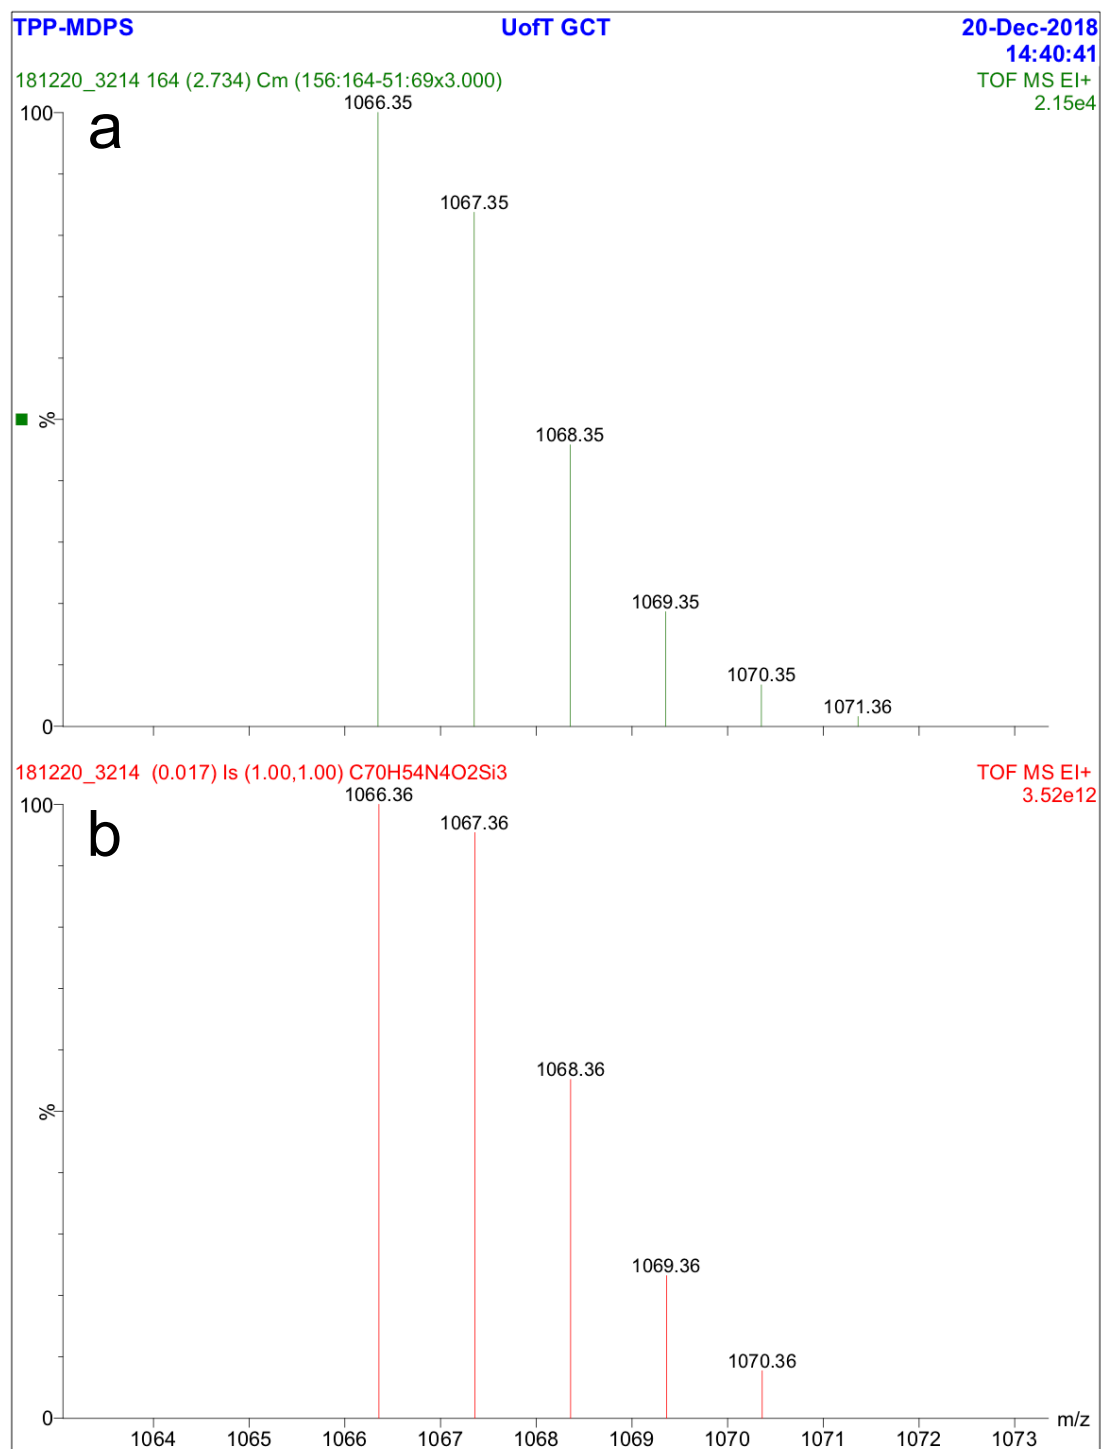 TPP-MDPS UofT GCT 20-Dec-2018
14:40:41
181220_3214 164 (2.734) Cm (156:164-51:69x3.000) TOF MS EI+
2.15e4
100
a
1066.35
1067.35
%
1068.35
1069.35
1070.35
1071.36
0
181220_3214 (0.017) Is (1.00,1.00) C70H54N4O2Si3 TOF MS EI+
3.52e12
100
b
1066.36
1067.36
1068.36
%
1069.36
1070.36
0
m/z
1064 1065 1066 1067 1068 1069 1070 1071 1072 1073